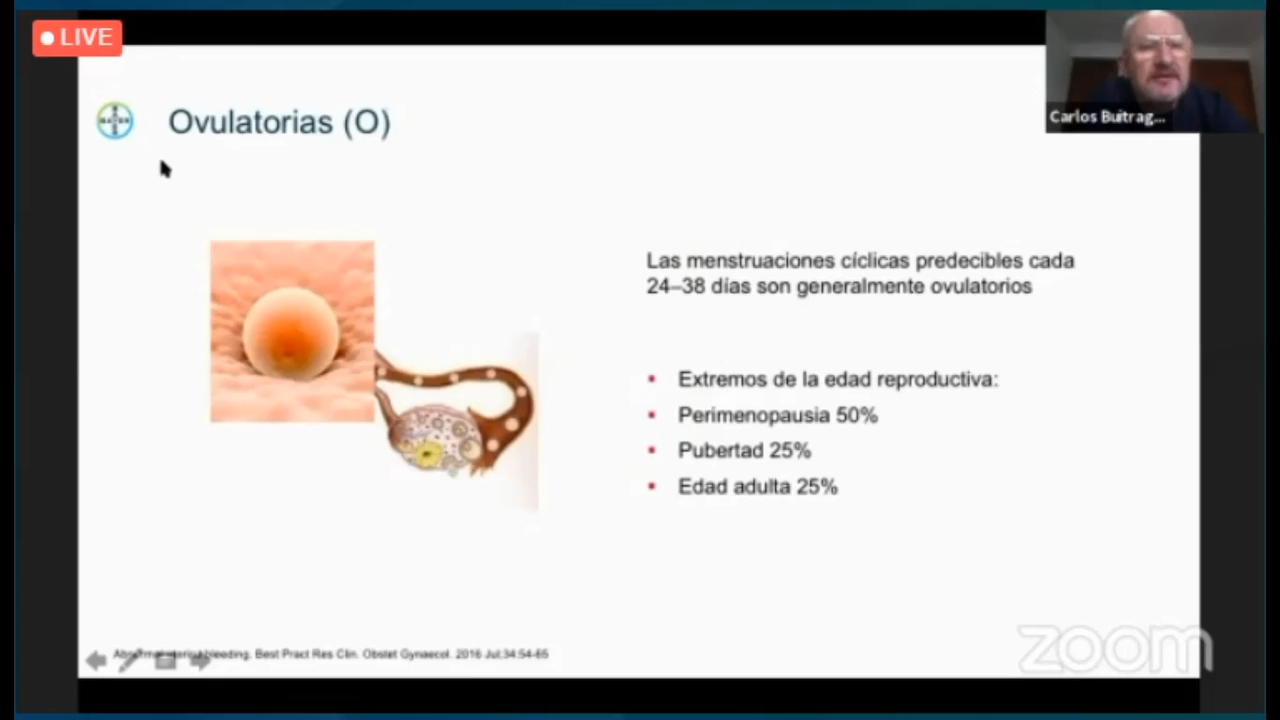 LIVE
Carlos Buitrag...
BAYER
Ovulatorias (O)
Las menstruaciones cíclicas predecibles cada
24–38 días son generalmente ovulatorios
▪ Extremos de la edad reproductiva:
▪ Perimenopausia 50%
▪ Pubertad 25%
▪ Edad adulta 25%
Abnormal uterine bleeding. Best Pract Res Clin. Obstet Gynaecol. 2016 Jul;34:54-65
zoom